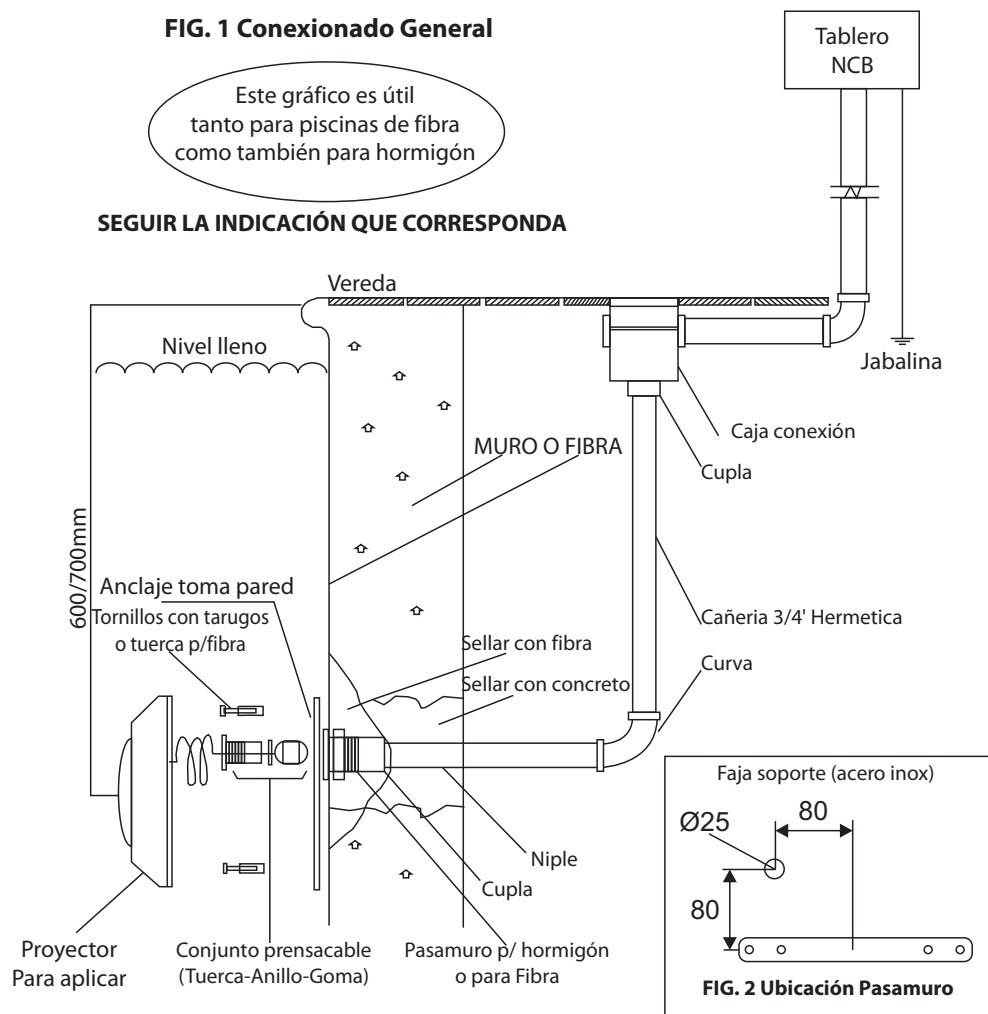 FIG. 1 Conexionado General
Tablero
NCB
Este gráfico es útil
tanto para piscinas de fibra
como también para hormigón
SEGUIR LA INDICACIÓN QUE CORRESPONDA
Vereda
Nivel lleno
Jabalina
Caja conexión
MURO O FIBRA
Cupla
600/700mm
Anclaje toma pared
Tornillos con tarugos
o tuerca p/fibra
Cañeria 3/4' Hermetica
Sellar con fibra
Curva
Sellar con concreto
Niple
Cupla
Proyector
Para aplicar
Conjunto prensacable
(Tuerca-Anillo-Goma)
Pasamuro p/ hormigón
o para Fibra
Faja soporte (acero inox)
Ø25
80
80
FIG. 2 Ubicación Pasamuro